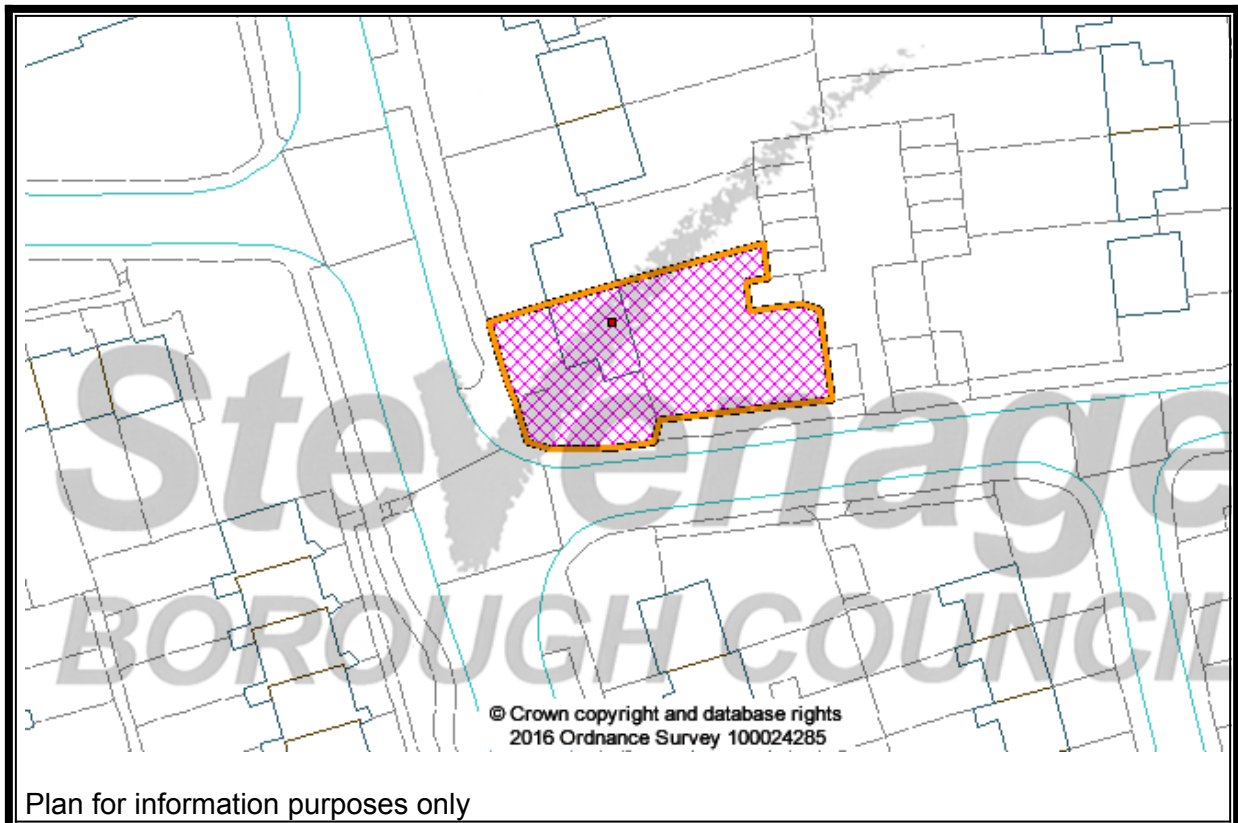 Stevenage
BOROUGH COUNCIL
© Crown copyright and database rights
2016 Ordnance Survey 100024285
Plan for information purposes only